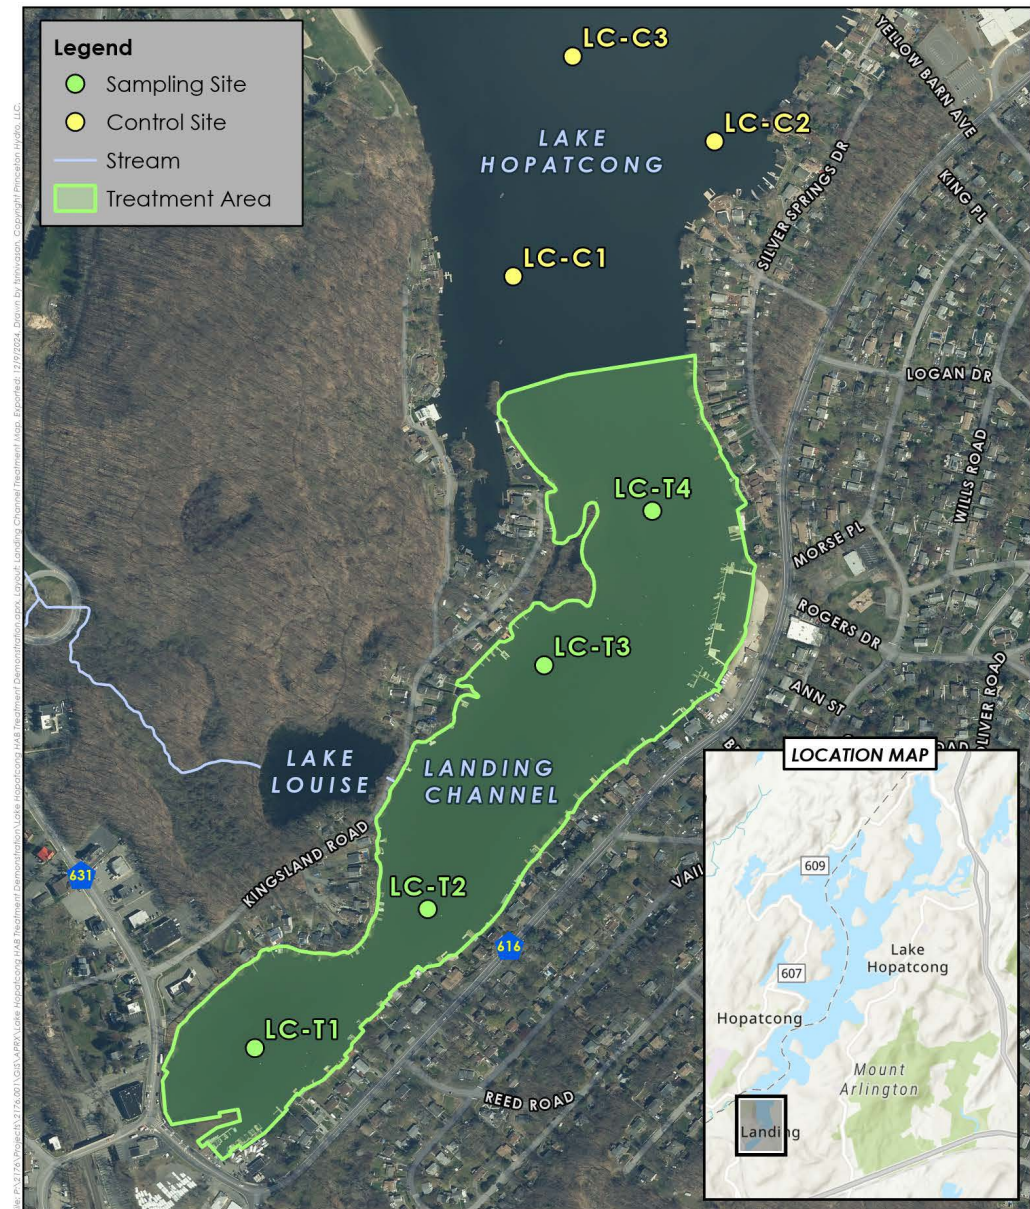 Legend
Sampling Site
Control Site
Stream
Treatment Area
LC-C3
LC-C2
LAKE
HOPATCONG
LC-C1
YELLOW BARN AVE
KING PL
SILVER SPRINGS DR
LOGAN DR
WILLS ROAD
LC-T4
MORSE PL
ROGERS DR
LC-T3
ANN ST
OLIVER ROAD
LAKE
LOUISE
LANDING
CHANNEL
KINGSLAND ROAD
631
LC-T2
616
VAIL
LC-T1
REED ROAD
LOCATION MAP
609
607
Lake
Hopatcong
Hopatcong
Mount
Arlington
Landing